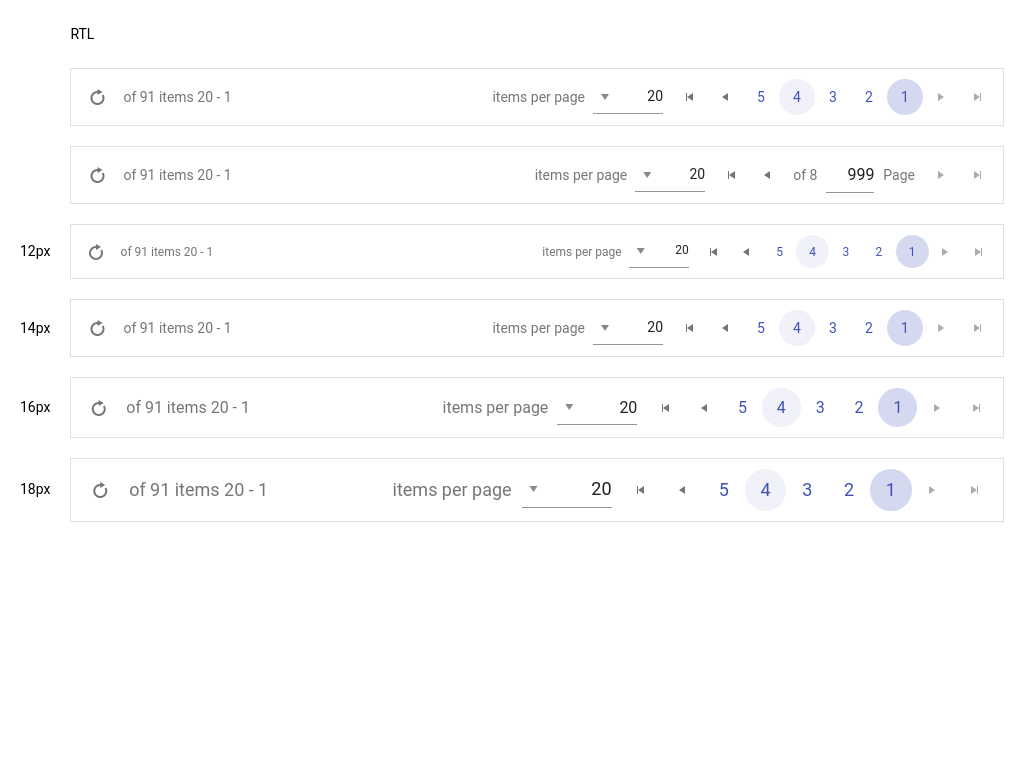 RTL
of 91 items 20 - 1 items per page 20 5 4 3 2 1
of 91 items 20 - 1 items per page 20 of 8 999 Page
12px of 91 items 20 - 1 items per page 20 5 4 3 2 1
14px of 91 items 20 - 1 items per page 20 5 4 3 2 1
16px of 91 items 20 - 1 items per page 20 5 4 3 2 1
18px of 91 items 20 - 1 items per page 20 5 4 3 2 1